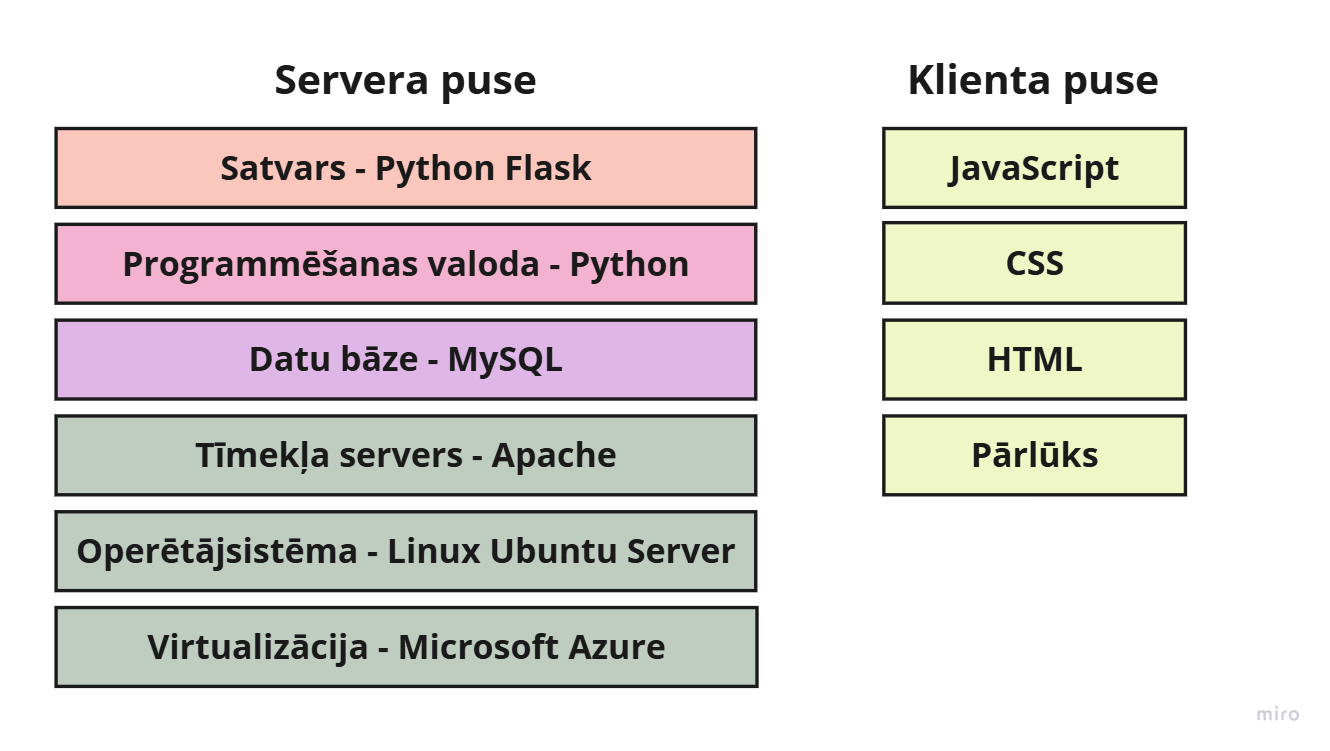 Servera puse
Satvars - Python Flask
Programmēšanas valoda - Python
Datu bāze - MySQL
Tīmekļa servers - Apache
Operētājsistēma - Linux Ubuntu Server
Virtualizācija - Microsoft Azure
Klienta puse
JavaScript
CSS
HTML
Pārlūks
miro